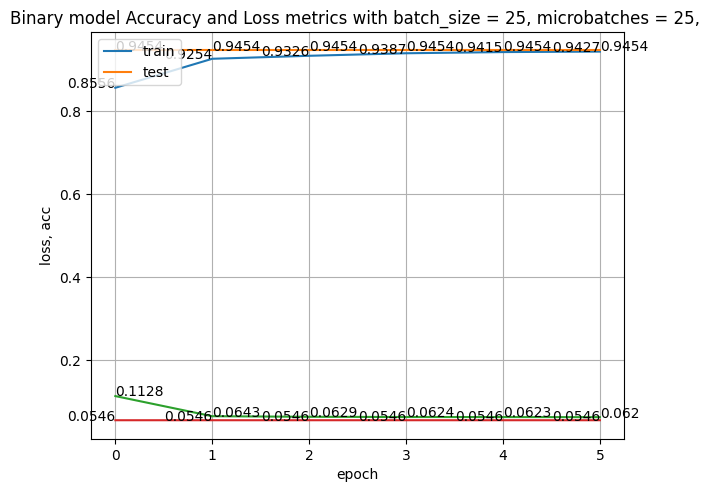 Binary model Accuracy and Loss metrics with batch_size = 25, microbatches = 25,
0.9454 0.9454 0.9454 0.9454 0.9454 0.9454
0.9254 0.9326 0.9387 0.9415 0.9427
train
test
0.8556
0.8
0.6
loss, acc
0.4
0.2
0.1128
0.0643 0.0629 0.0624 0.0623 0.062
0.0546 0.0546 0.0546 0.0546 0.0546 0.0546
0 1 2 3 4 5
epoch